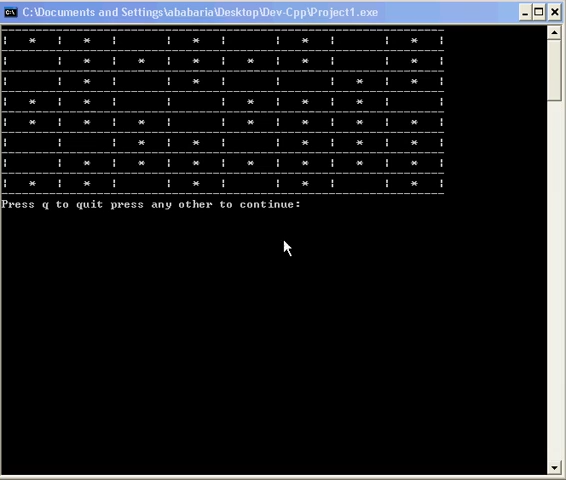 C:\Documents and Settings\ababaria\Desktop\Dev-Cpp\Project1.exe
¦ * ¦ * ¦   ¦ * ¦   ¦ * ¦   ¦ * ¦
¦   ¦ * ¦ * ¦ * ¦ * ¦ * ¦   ¦ * ¦
¦   ¦ * ¦   ¦ * ¦   ¦   ¦ * ¦ * ¦
¦ * ¦ * ¦   ¦   ¦ * ¦ * ¦ * ¦   ¦
¦ * ¦ * ¦ * ¦   ¦ * ¦ * ¦ * ¦ * ¦
¦   ¦   ¦ * ¦ * ¦   ¦ * ¦ * ¦ * ¦
¦   ¦ * ¦ * ¦ * ¦ * ¦ * ¦ * ¦ * ¦
¦ * ¦ * ¦   ¦ * ¦   ¦ * ¦   ¦ * ¦
Press q to quit press any other to continue: